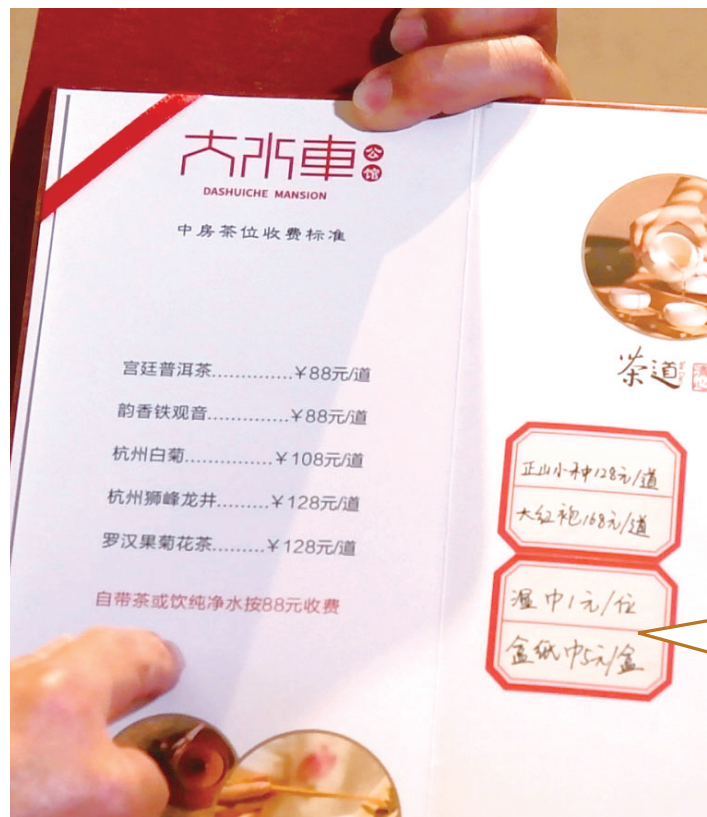 大水車公馆
DASHUICHE MANSION
中房茶位收费标准
宫廷普洱茶..............￥88元/道
韵香铁观音..............￥88元/道
杭州白菊...............￥108元/道
杭州狮峰龙井.........￥128元/道
罗汉果菊花茶.........￥128元/道
自带茶或饮纯净水按88元收费
茶道
正山小种128元/道
大红袍168元/道
湿巾1元/位
盒纸巾5元/盒